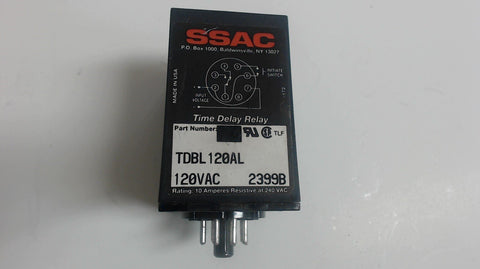 SSAC
P.O. Box 1000, Baldwinsville, NY 13027
MADE IN USA
INITIATE
SWITCH
INPUT
VOLTAGE
Time Delay Relay
Part Number:
TLF
TDBL120AL
120VAC 2399B
Rating: 10 Amperes Resistive at 240 VAC